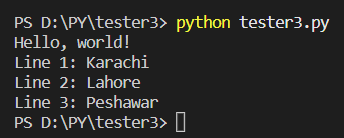 PS D:\PY\tester3> python tester3.py
Hello, world!
Line 1: Karachi
Line 2: Lahore
Line 3: Peshawar
PS D:\PY\tester3>